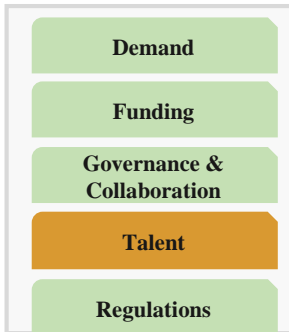 Demand
Funding
Governance &
Collaboration
Talent
Regulations